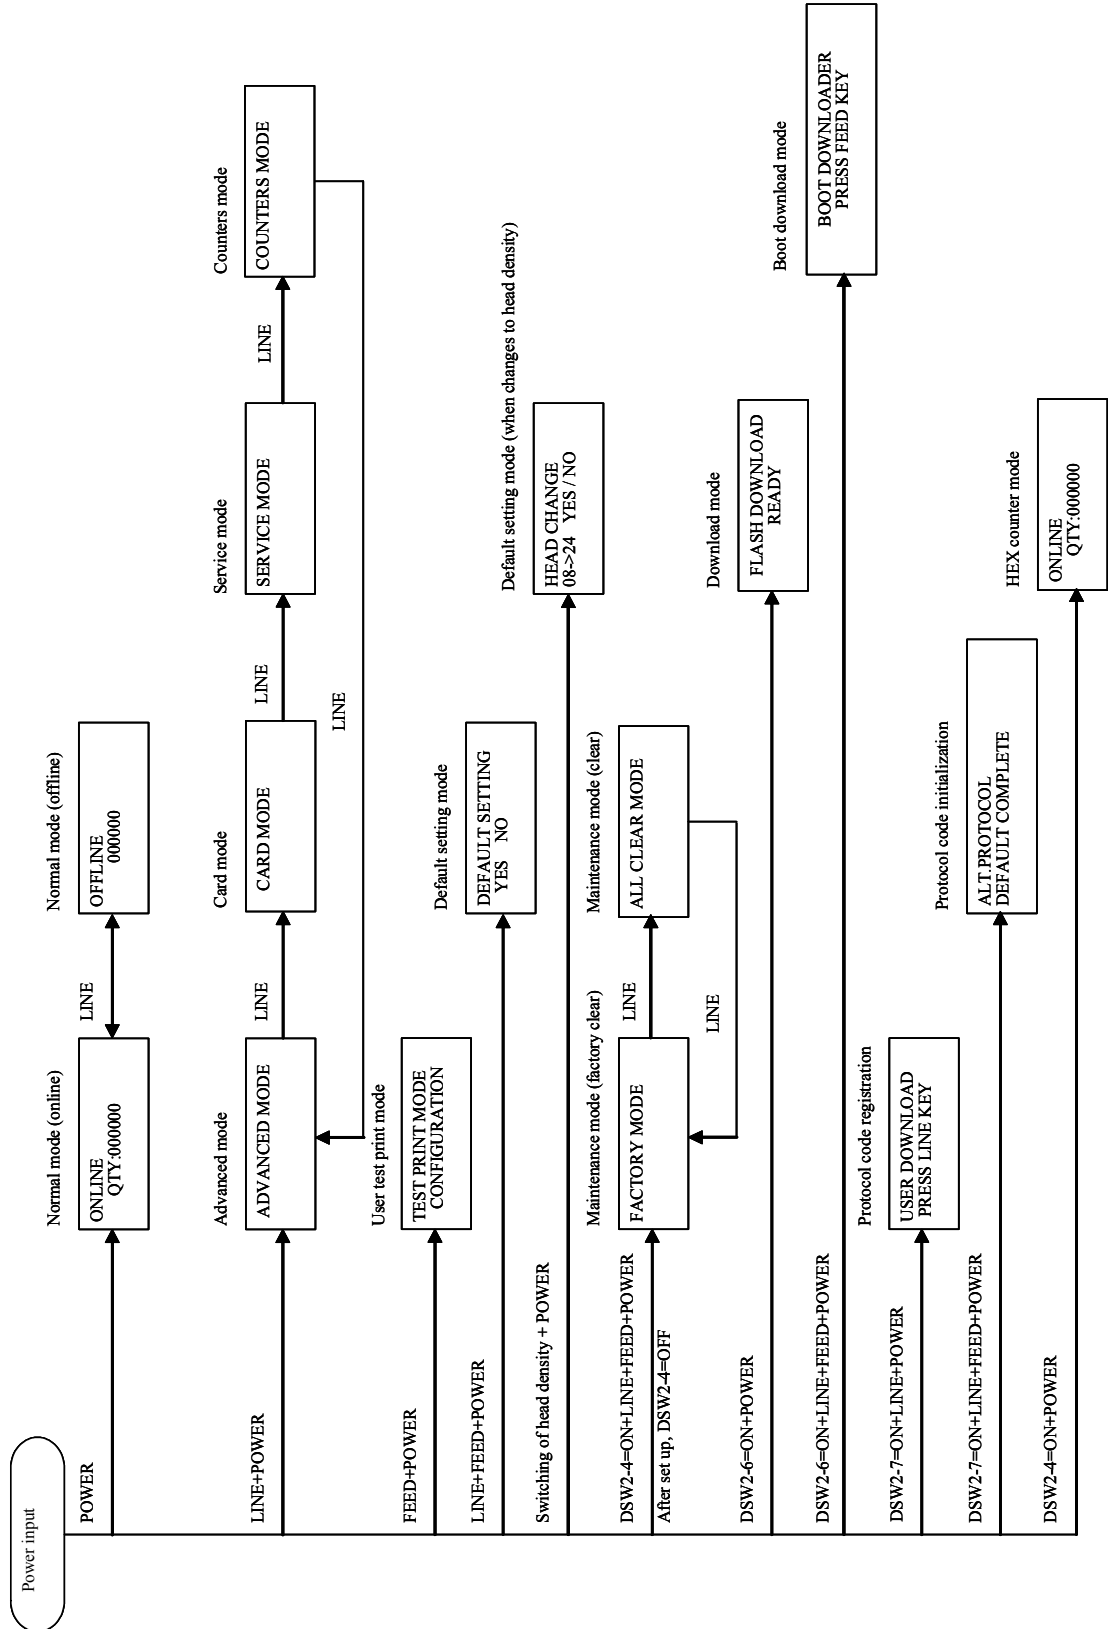 Power input
POWER
Normal mode (online)
ONLINE
QTY:000000
LINE
Normal mode (offline)
OFFLINE
000000
LINE+POWER
Advanced mode
ADVANCED MODE
LINE
Card mode
CARD MODE
LINE
Service mode
SERVICE MODE
LINE
Counters mode
COUNTERS MODE
LINE
FEED+POWER
User test print mode
TEST PRINT MODE
CONFIGURATION
LINE+FEED+POWER
Default setting mode
DEFAULT SETTING
YES NO
Switching of head density + POWER
Default setting mode (when changes to head density)
HEAD CHANGE
08->24 YES / NO
DSW2-4=ON+LINE+FEED+POWER
After set up, DSW2-4=OFF
Maintenance mode (factory clear)
FACTORY MODE
LINE
Maintenance mode (clear)
ALL CLEAR MODE
LINE
DSW2-6=ON+POWER
Download mode
FLASH DOWNLOAD
READY
DSW2-6=ON+LINE+FEED+POWER
Boot download mode
BOOT DOWNLOADER
PRESS FEED KEY
DSW2-7=ON+LINE+POWER
Protocol code registration
USER DOWNLOAD
PRESS LINE KEY
DSW2-7=ON+LINE+FEED+POWER
Protocol code initialization
ALT.PROTOCOL
DEFAULT COMPLETE
DSW2-4=ON+POWER
HEX counter mode
ONLINE
QTY:000000